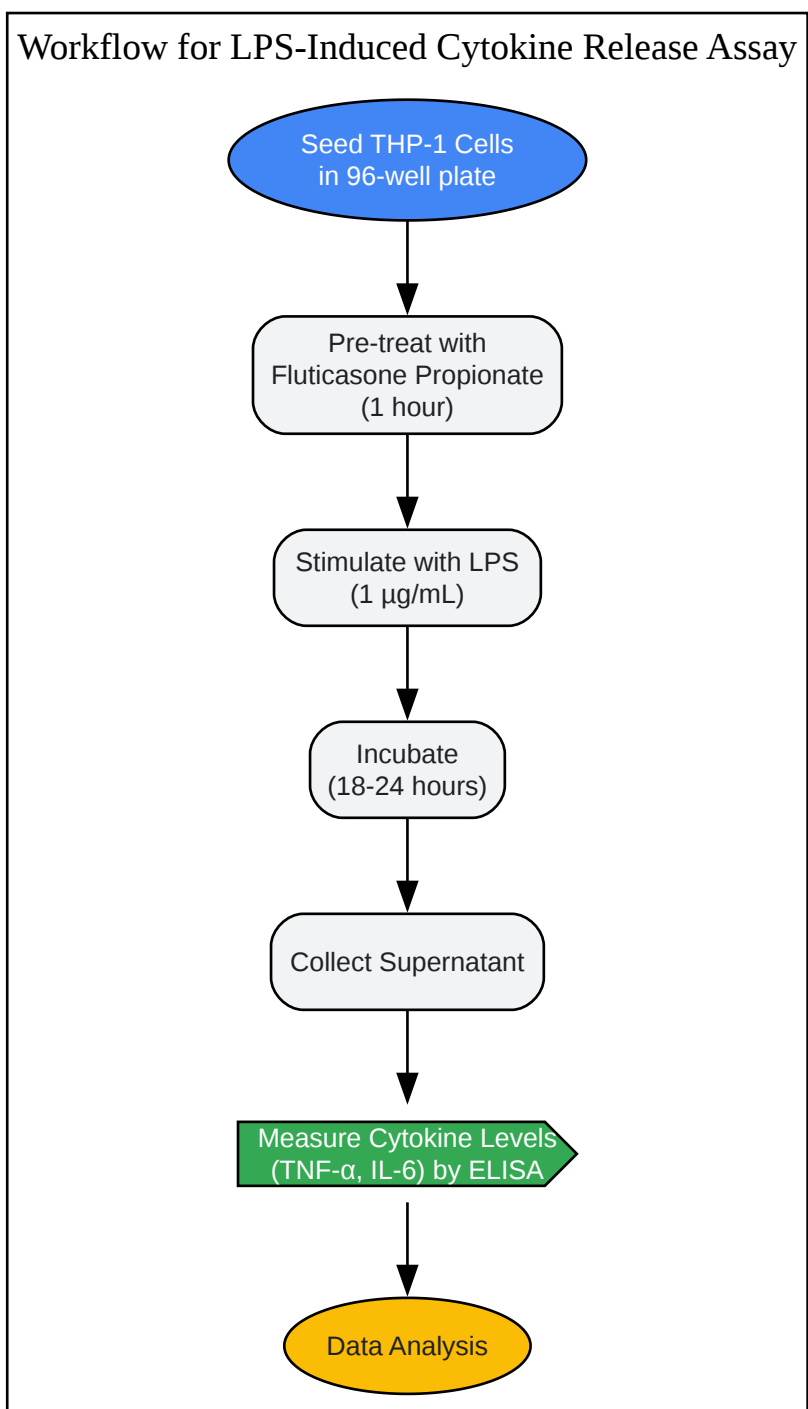 Workflow for LPS-Induced Cytokine Release Assay
Seed THP-1 Cells
in 96-well plate
Pre-treat with
Fluticasone Propionate
(1 hour)
Stimulate with LPS
(1 µg/mL)
Incubate
(18-24 hours)
Collect Supernatant
Measure Cytokine Levels
(TNF-α, IL-6) by ELISA
Data Analysis